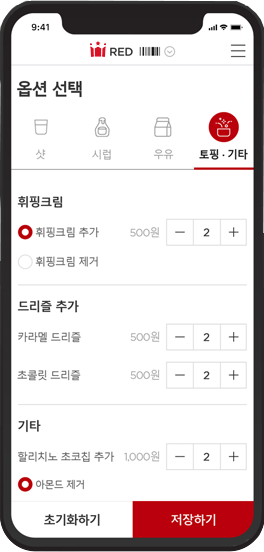 9:41
RED
옵션 선택
샷 시럽 우유 토핑 · 기타
휘핑크림
휘핑크림 추가 500원 — 2 +
휘핑크림 제거
드리즐 추가
카라멜 드리즐 500원 — 2 +
초콜릿 드리즐 500원 — 2 +
기타
할리치노 초코칩 추가 1,000원 — 2 +
아몬드 제거
초기화하기 저장하기